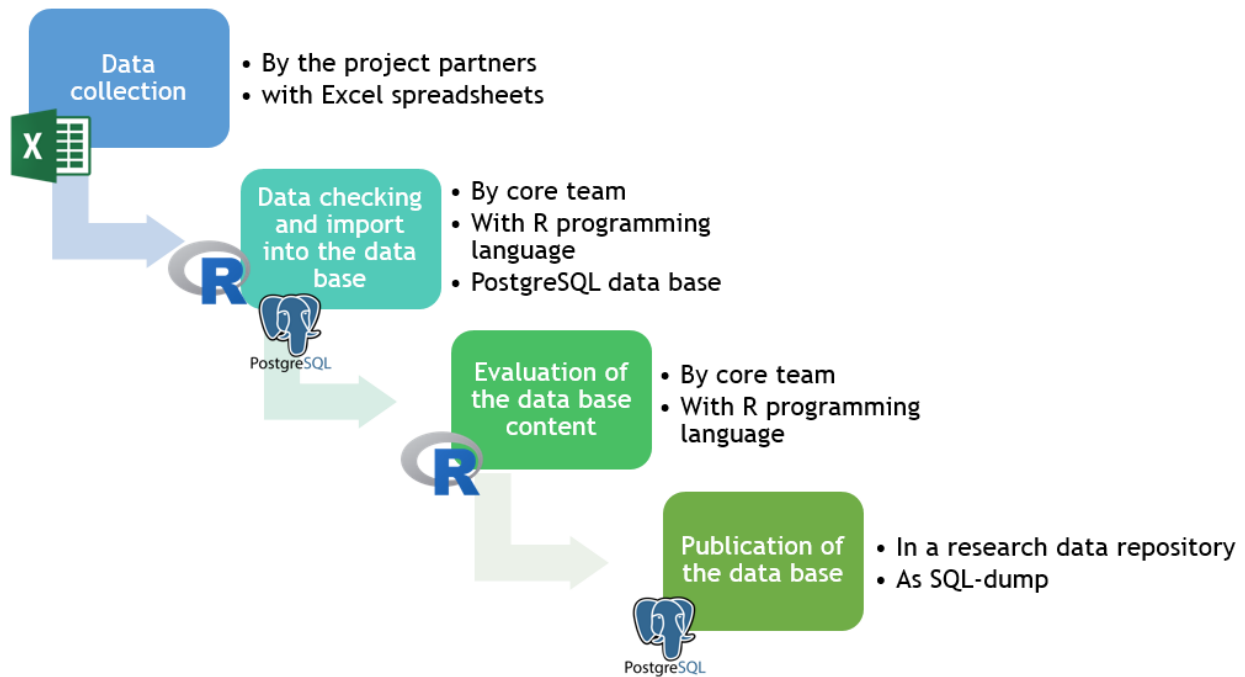 Data
collection
• By the project partners
• with Excel spreadsheets
X
Data checking
and import
into the data
base
• By core team
• With R programming
language
• PostgreSQL data base
R
PostgreSQL
Evaluation of
the data base
content
• By core team
• With R programming
language
R
Publication of
the data base
• In a research data repository
• As SQL-dump
PostgreSQL